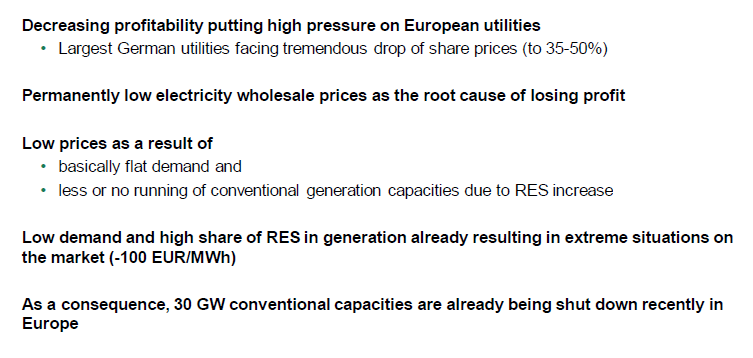 Decreasing profitability putting high pressure on European utilities
• Largest German utilities facing tremendous drop of share prices (to 35-50%)
Permanently low electricity wholesale prices as the root cause of losing profit
Low prices as a result of
• basically flat demand and
• less or no running of conventional generation capacities due to RES increase
Low demand and high share of RES in generation already resulting in extreme situations on
the market (-100 EUR/MWh)
As a consequence, 30 GW conventional capacities are already being shut down recently in
Europe